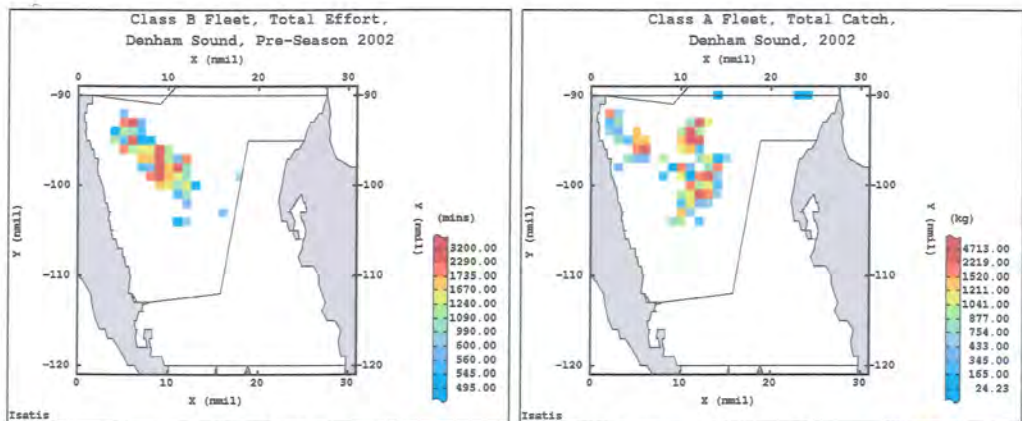 Class B Fleet, Total Effort,
Denham Sound, Pre-Season 2002
X (nmil)
0 10 20 30
-90 -90
-100 -100
-110 -110
-120 -120
Y (nmil)
Y (nmil)
(mins)
3200.00
2290.00
1735.00
1670.00
1240.00
1090.00
990.00
600.00
560.00
545.00
495.00
0 10 20 30
X (nmil)
Isatis
Class A Fleet, Total Catch,
Denham Sound, 2002
X (nmil)
0 10 20 30
-90 -90
-100 -100
-110 -110
-120 -120
Y (nmil)
Y (nmil)
(kg)
4713.00
2219.00
1520.00
1211.00
1041.00
877.00
754.00
433.00
345.00
165.00
24.23
0 10 20 30
X (nmil)
Isatis